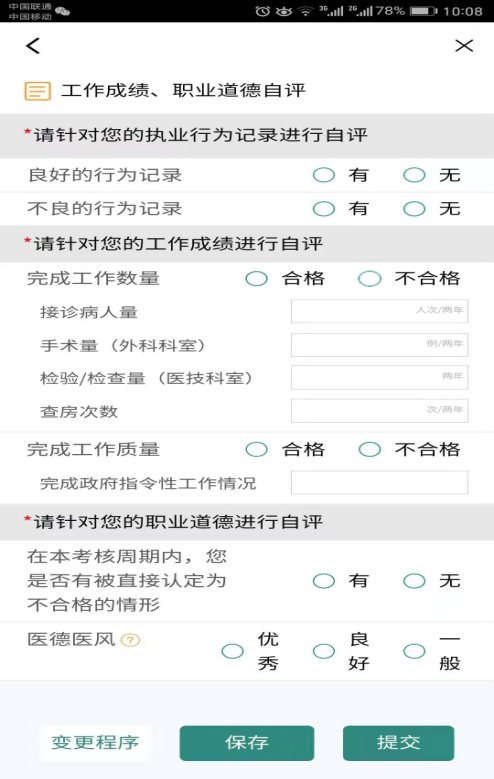 中国联通
中国移动
3G 2G 78% 10:08
工作成绩、职业道德自评
*请针对您的执业行为记录进行自评
良好的行为记录 有 无
不良的行为记录 有 无
*请针对您的工作成绩进行自评
完成工作数量 合格 不合格
接诊病人量 人次/两年
手术量（外科科室） 例/两年
检验/检查量（医技科室） 两年
查房次数 次/两年
完成工作质量 合格 不合格
完成政府指令性工作情况
*请针对您的职业道德进行自评
在本考核周期内，您
是否有被直接认定为
不合格的情形 有 无
医德医风 ? 优秀 良好 一般
变更程序 保存 提交